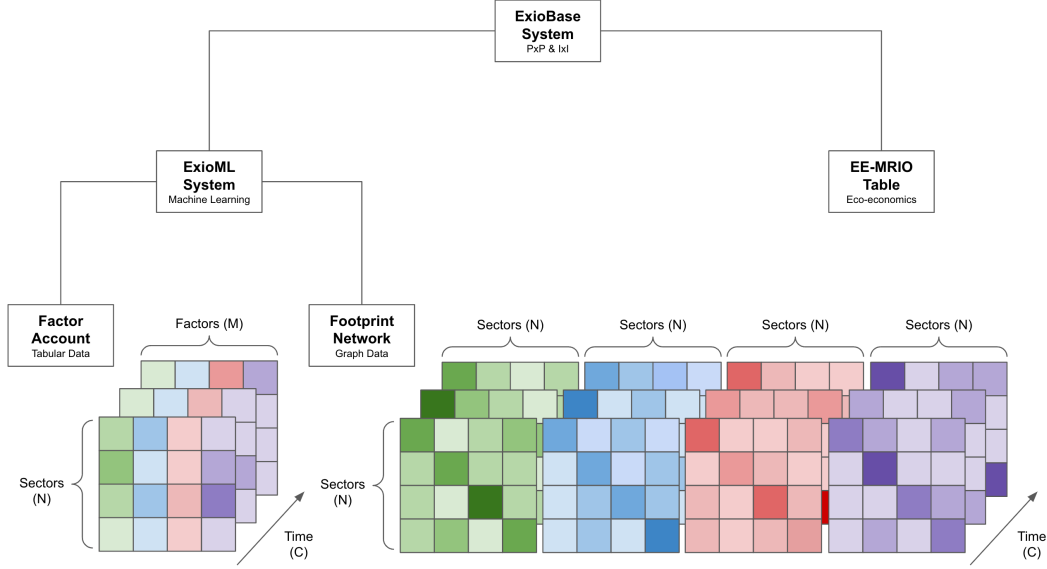 ExioBase
System
PxP & IxI
ExioML
System
Machine Learning
EE-MRIO
Table
Eco-economics
Factor
Account
Tabular Data
Footprint
Network
Graph Data
Factors (M)
Sectors (N)
Sectors (N)
Sectors (N)
Sectors (N)
Sectors
(N)
Time
(C)
Sectors
(N)
Time
(C)